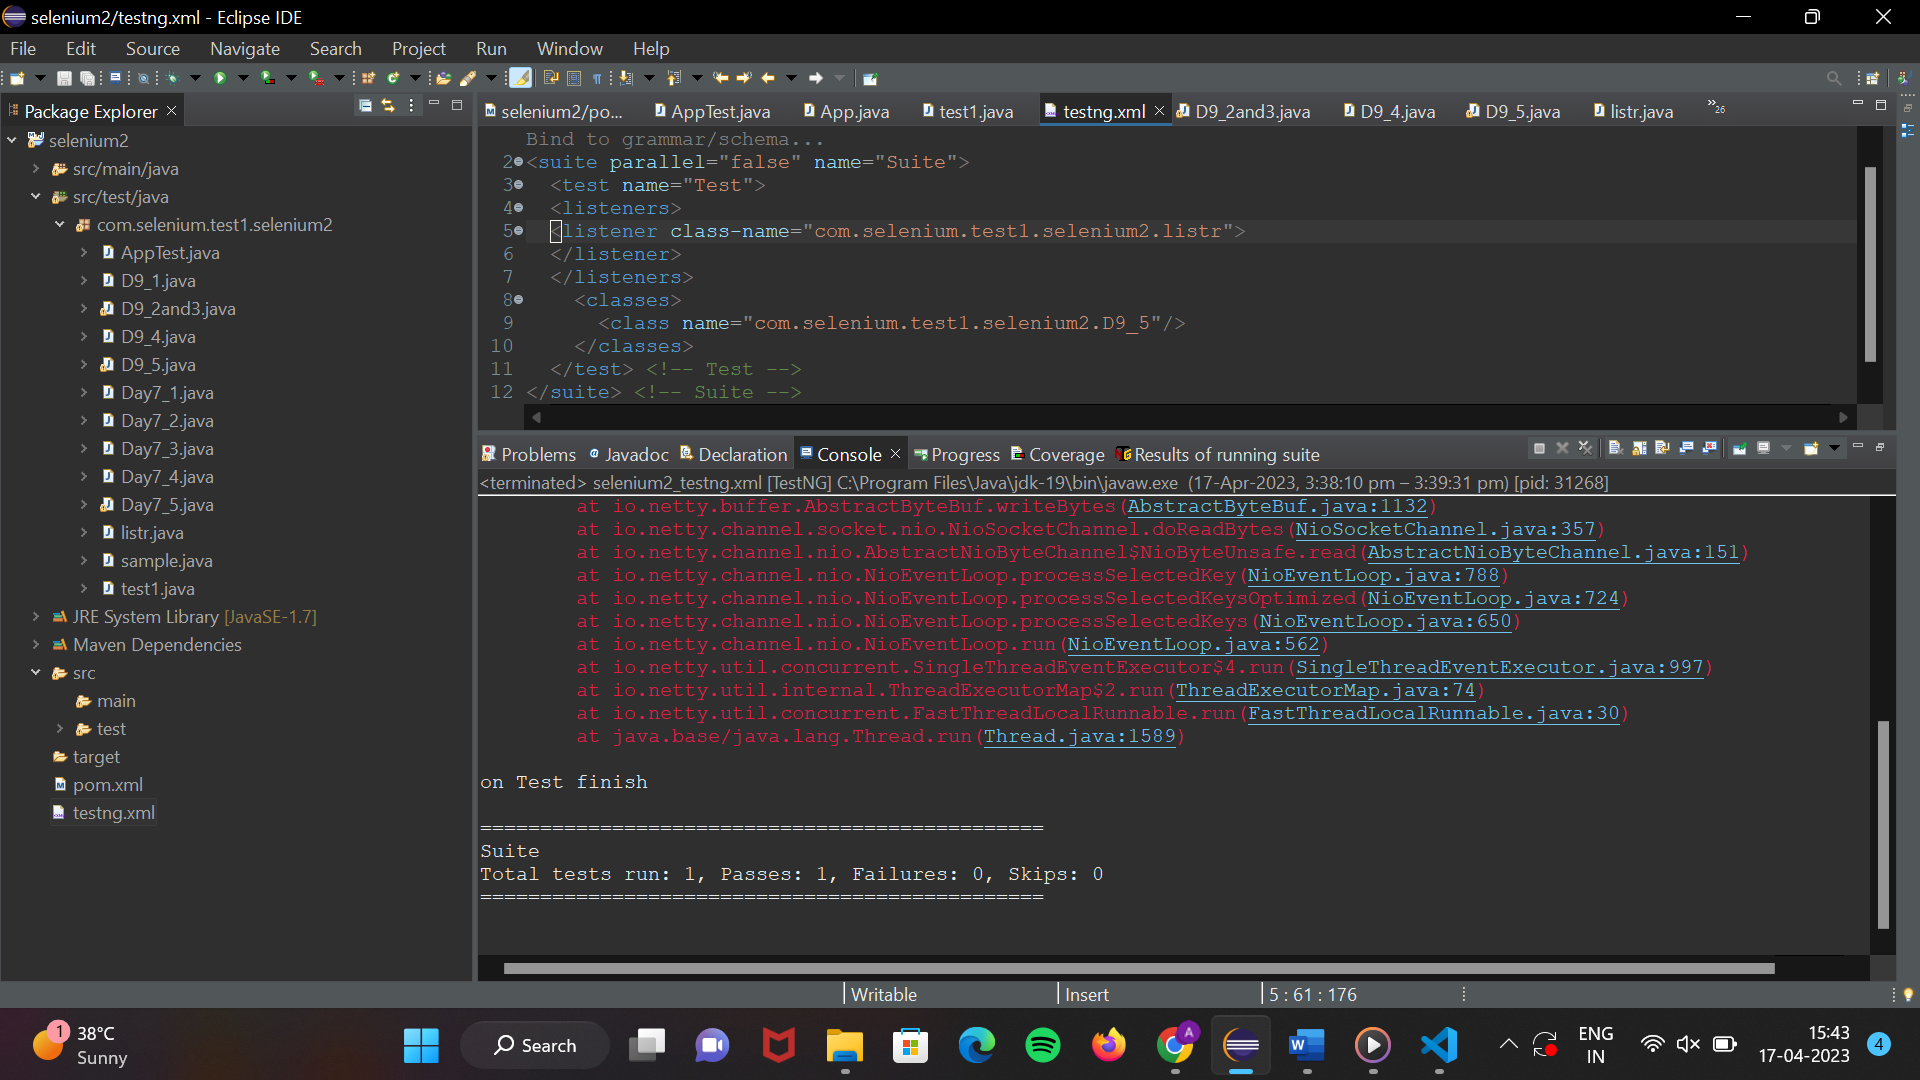 selenium2/testng.xml - Eclipse IDE
File Edit Source Navigate Search Project Run Window Help
Package Explorer
selenium2
src/main/java
src/test/java
com.selenium.test1.selenium2
AppTest.java
D9_1.java
D9_2and3.java
D9_4.java
D9_5.java
Day7_1.java
Day7_2.java
Day7_3.java
Day7_4.java
Day7_5.java
listr.java
sample.java
test1.java
JRE System Library [JavaSE-1.7]
Maven Dependencies
src
main
test
target
pom.xml
testng.xml
selenium2/po... AppTest.java App.java test1.java testng.xml D9_2and3.java D9_4.java D9_5.java listr.java »26
Bind to grammar/schema...
2 <suite parallel="false" name="Suite">
3 <test name="Test">
4 <listeners>
5 <listener class-name="com.selenium.test1.selenium2.listr">
6 </listener>
7 </listeners>
8 <classes>
9 <class name="com.selenium.test1.selenium2.D9_5"/>
10 </classes>
11 </test> <!-- Test -->
12 </suite> <!-- Suite -->
Problems Javadoc Declaration Console Progress Coverage Results of running suite
<terminated> selenium2_testng.xml [TestNG] C:\Program Files\Java\jdk-19\bin\javaw.exe (17-Apr-2023, 3:38:10 pm – 3:39:31 pm) [pid: 31268]
at io.netty.buffer.AbstractByteBuf.writeBytes(AbstractByteBuf.java:1132)
at io.netty.channel.socket.nio.NioSocketChannel.doReadBytes(NioSocketChannel.java:357)
at io.netty.channel.nio.AbstractNioByteChannel$NioByteUnsafe.read(AbstractNioByteChannel.java:151)
at io.netty.channel.nio.NioEventLoop.processSelectedKey(NioEventLoop.java:788)
at io.netty.channel.nio.NioEventLoop.processSelectedKeysOptimized(NioEventLoop.java:724)
at io.netty.channel.nio.NioEventLoop.processSelectedKeys(NioEventLoop.java:650)
at io.netty.channel.nio.NioEventLoop.run(NioEventLoop.java:562)
at io.netty.util.concurrent.SingleThreadEventExecutor$4.run(SingleThreadEventExecutor.java:997)
at io.netty.util.internal.ThreadExecutorMap$2.run(ThreadExecutorMap.java:74)
at io.netty.util.concurrent.FastThreadLocalRunnable.run(FastThreadLocalRunnable.java:30)
at java.base/java.lang.Thread.run(Thread.java:1589)
on Test finish
===============================================
Suite
Total tests run: 1, Passes: 1, Failures: 0, Skips: 0
===============================================
Writable Insert 5 : 61 : 176
1 38°C
Sunny
Search
A
ENG
IN
15:43
17-04-2023
4